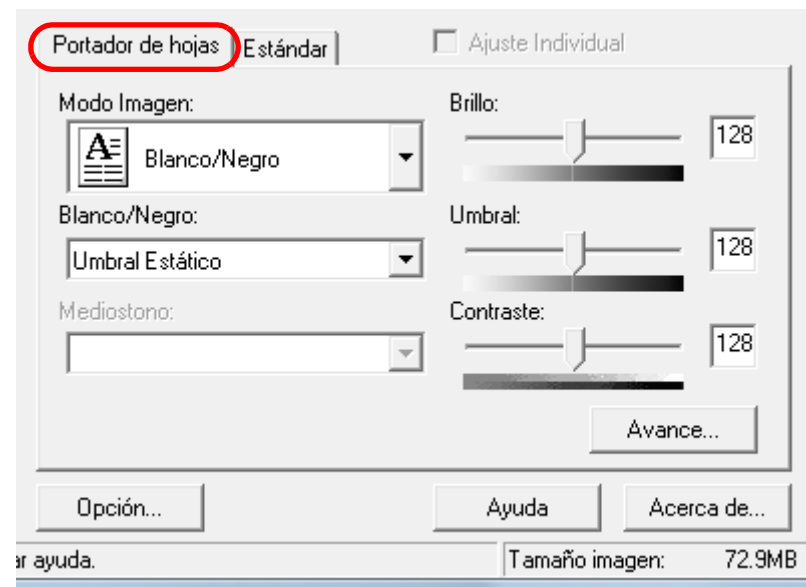 Portador de hojas Estándar Ajuste Individual
Modo Imagen: Brillo:
A Blanco/Negro 128
Blanco/Negro: Umbral:
Umbral Estático 128
Mediostono: Contraste:
128
Avance...
Opción... Ayuda Acerca de...
ar ayuda. Tamaño imagen: 72.9MB